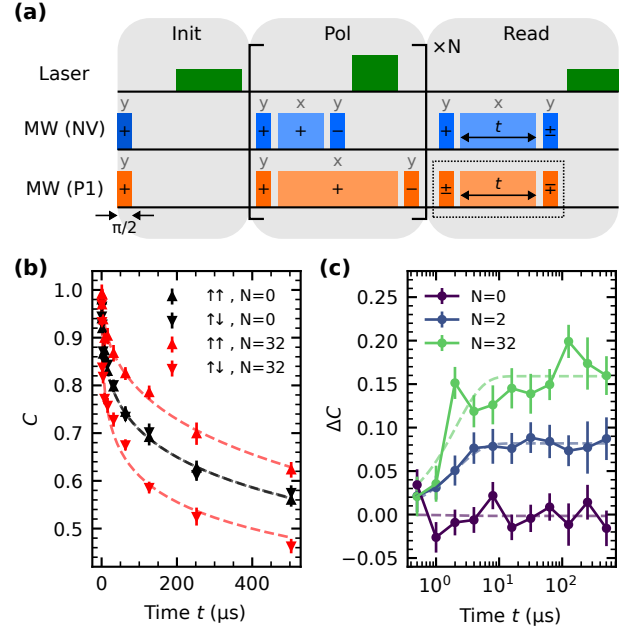 (a)
Init Pol Read
×N
Laser
y y x y y x y
MW (NV) + + + − t ±
y y x y
MW (P1) + + + − ± t ∓
π/2
(b)
C
1.0
0.9
0.8
0.7
0.6
0.5
↑↑ , N=0
↑↓ , N=0
↑↑ , N=32
↑↓ , N=32
0 200 400
Time t (μs)
(c)
ΔC
0.25
0.20
0.15
0.10
0.05
0.00
−0.05
N=0
N=2
N=32
10⁰ 10¹ 10²
Time t (μs)